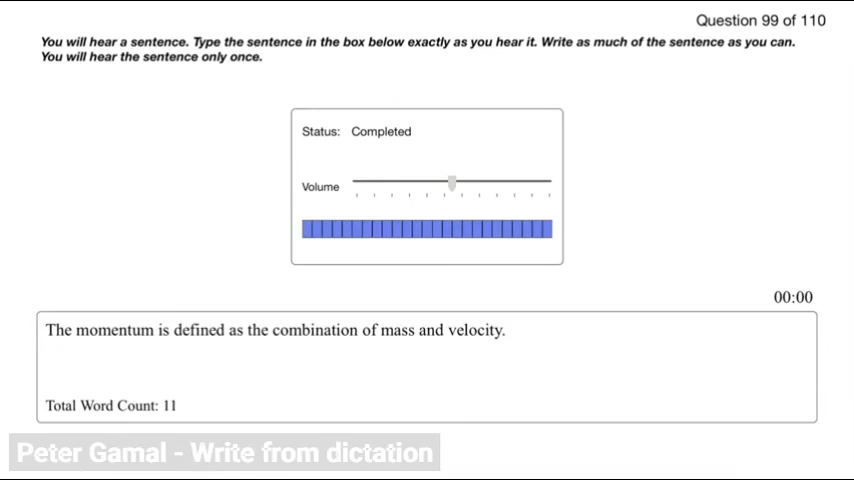 Question 99 of 110
You will hear a sentence. Type the sentence in the box below exactly as you hear it. Write as much of the sentence as you can.
You will hear the sentence only once.
Status: Completed
Volume
00:00
The momentum is defined as the combination of mass and velocity.
Total Word Count: 11
Peter Gamal - Write from dictation